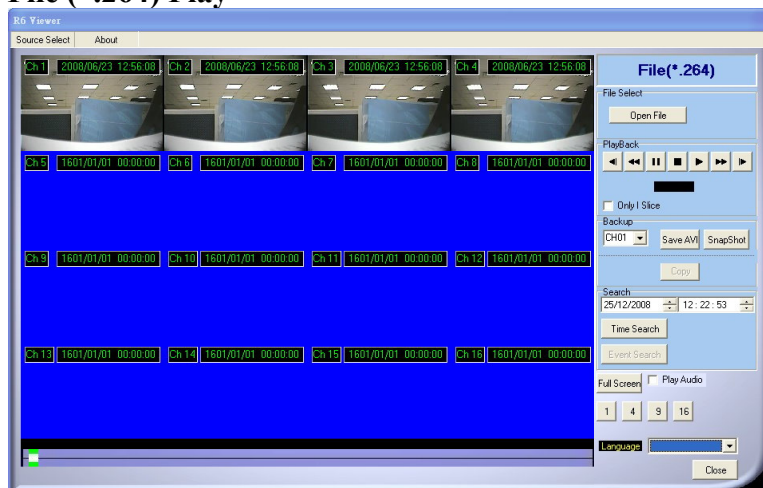 File (*.264) Play
R6 Viewer
Source Select About
Ch 1 2008/06/23 12:56:08 Ch 2 2008/06/23 12:56:08 Ch 3 2008/06/23 12:56:08 Ch 4 2008/06/23 12:56:08
Ch 5 1601/01/01 00:00:00 Ch 6 1601/01/01 00:00:00 Ch 7 1601/01/01 00:00:00 Ch 8 1601/01/01 00:00:00
Ch 9 1601/01/01 00:00:00 Ch 10 1601/01/01 00:00:00 Ch 11 1601/01/01 00:00:00 Ch 12 1601/01/01 00:00:00
Ch 13 1601/01/01 00:00:00 Ch 14 1601/01/01 00:00:00 Ch 15 1601/01/01 00:00:00 Ch 16 1601/01/01 00:00:00
File(*.264)
File Select
Open File
PlayBack
Only I Slice
Backup
CH01 Save AVI SnapShot
Copy
Search
25/12/2008 12:22:53
Time Search
Event Search
Full Screen Play Audio
1 4 9 16
Language
Close